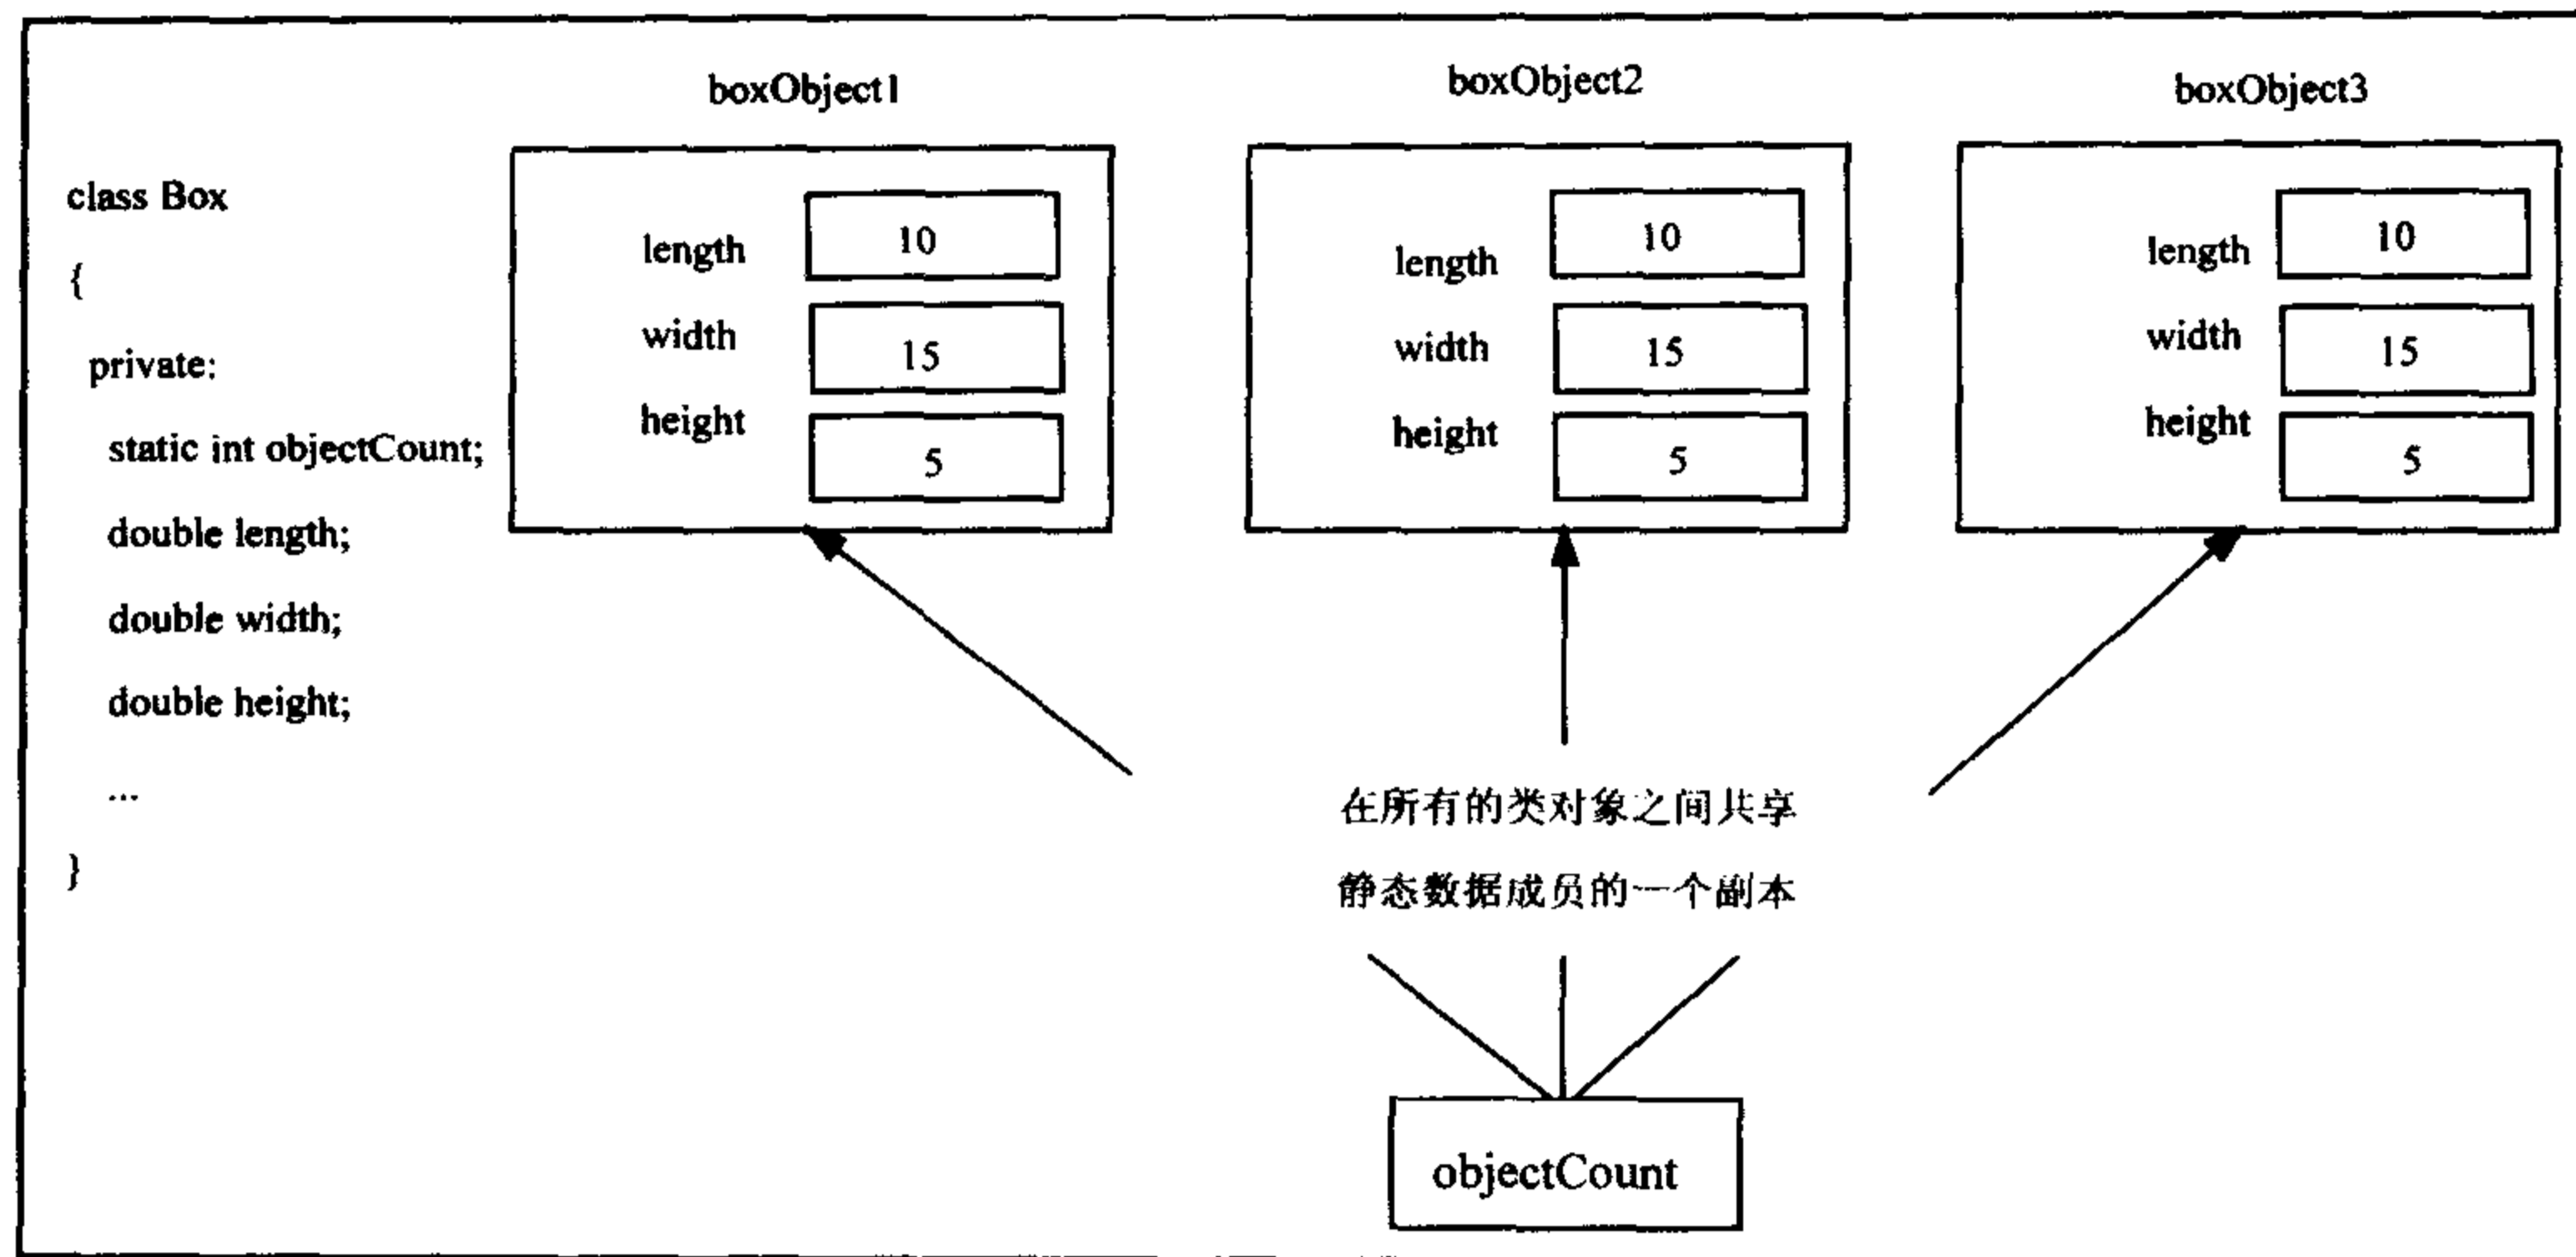 class Box
{
private:
static int objectCount;
double length;
double width;
double height;
...
}
boxObject1
length 10
width 15
height 5
boxObject2
length 10
width 15
height 5
boxObject3
length 10
width 15
height 5
在所有的类对象之间共享
静态数据成员的一个副本
objectCount